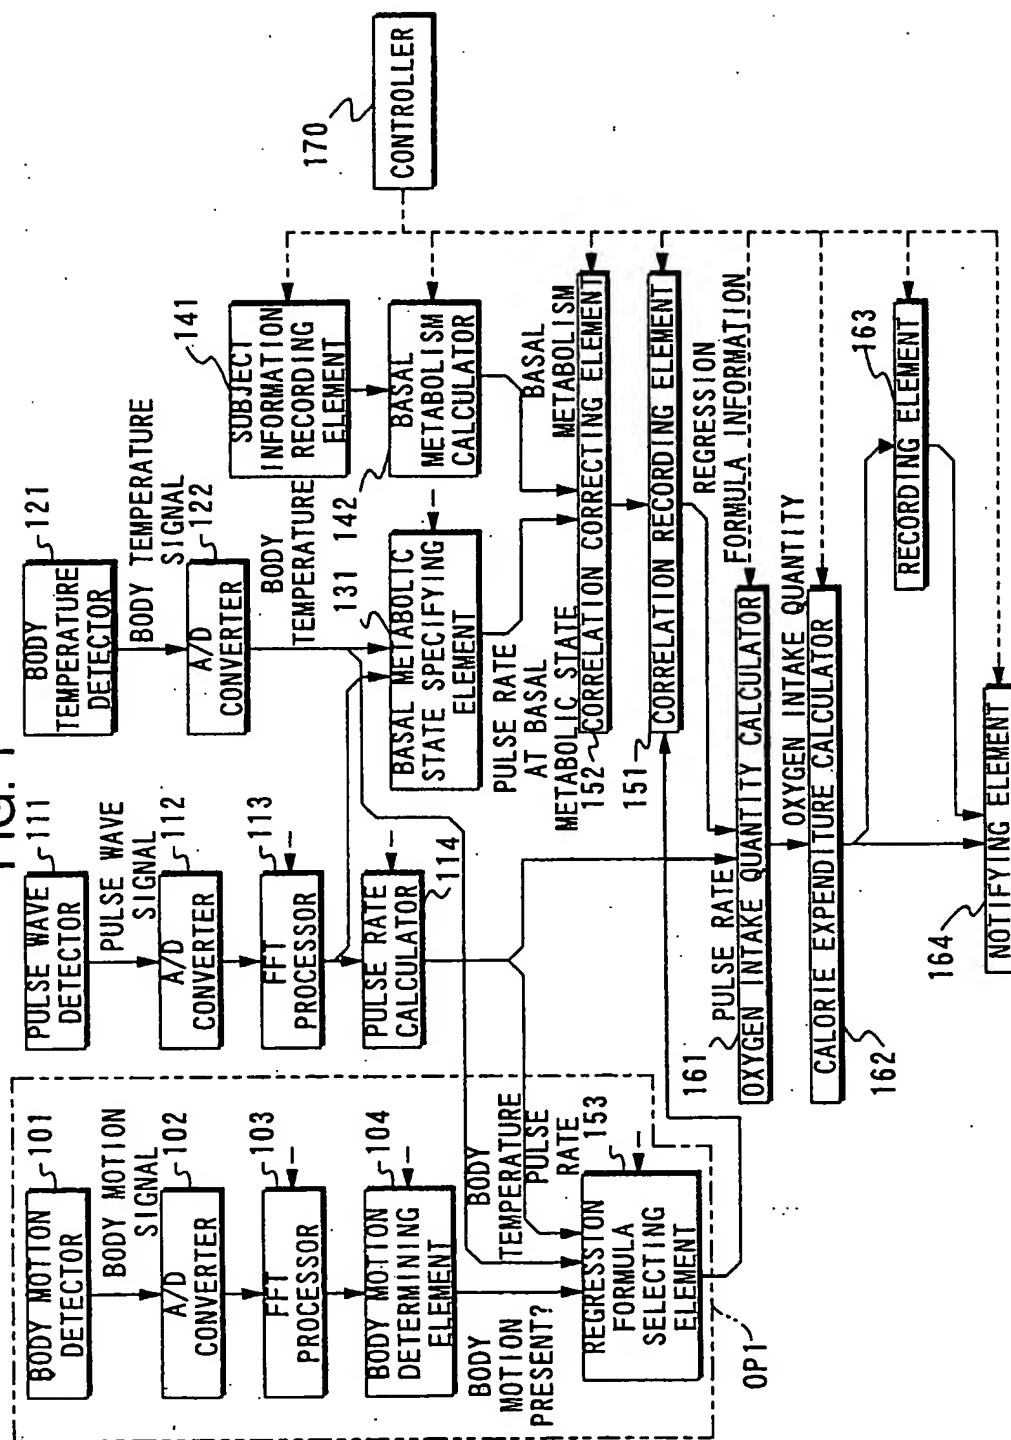 FIG. 1
BODY MOTION
DETECTOR
101
BODY MOTION
SIGNAL
A/D
CONVERTER
102
FFT
PROCESSOR
103
BODY MOTION
DETERMINING
ELEMENT
104
BODY
MOTION
PRESENT?
BODY
TEMPERATURE
PULSE
RATE
REGRESSION
FORMULA
SELECTING
ELEMENT
153
OP1
PULSE WAVE
DETECTOR
111
PULSE WAVE
SIGNAL
A/D
CONVERTER
112
FFT
PROCESSOR
113
PULSE RATE
CALCULATOR
114
BODY
TEMPERATURE
DETECTOR
121
BODY TEMPERATURE
SIGNAL
A/D
CONVERTER
122
BODY
TEMPERATURE
131
BASAL METABOLIC
STATE SPECIFYING
ELEMENT
PULSE RATE
AT BASAL
METABOLIC STATE
SUBJECT
INFORMATION
RECORDING
ELEMENT
141
142
BASAL
METABOLISM
CALCULATOR
BASAL
METABOLISM
152
CORRELATION CORRECTING ELEMENT
151
CORRELATION RECORDING ELEMENT
REGRESSION
FORMULA INFORMATION
PULSE RATE
161
OXYGEN INTAKE QUANTITY CALCULATOR
OXYGEN INTAKE QUANTITY
CALORIE EXPENDITURE CALCULATOR
162
RECORDING ELEMENT
163
164
NOTIFYING ELEMENT
170
CONTROLLER